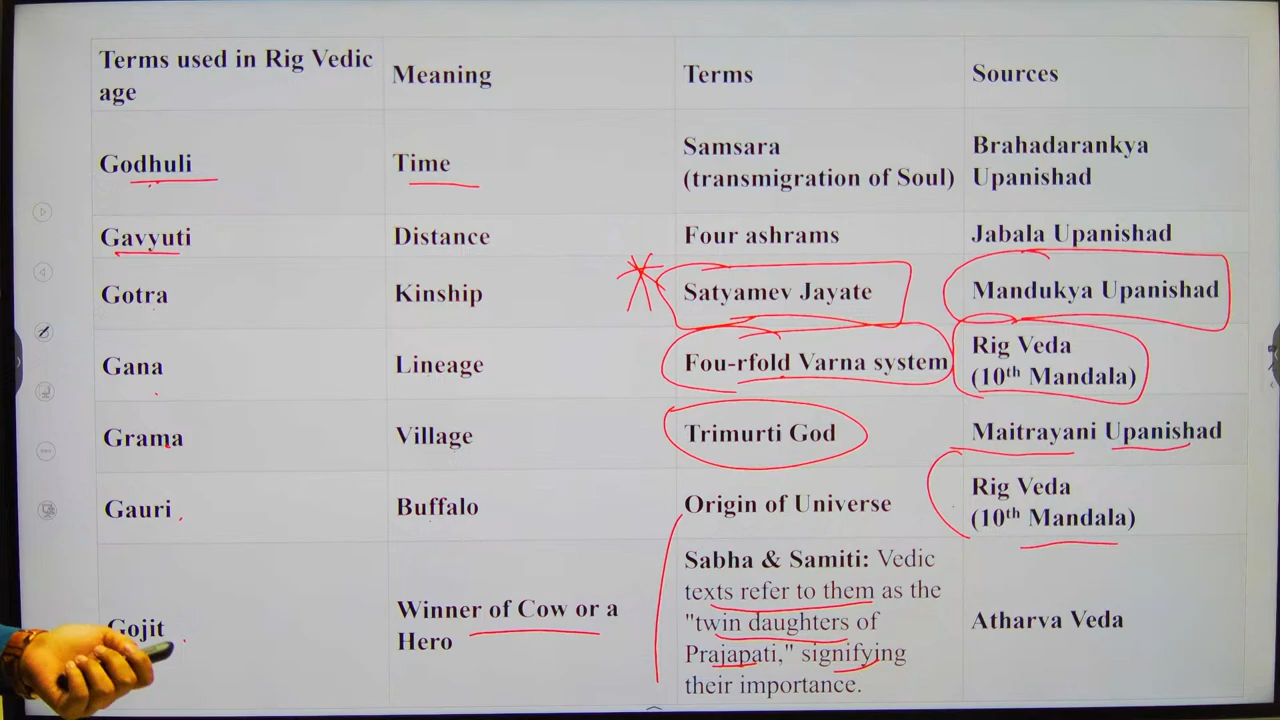 Terms used in Rig Vedic
age
Meaning
Terms
Sources
Godhuli
Time
Samsara
(transmigration of Soul)
Brahadarankya
Upanishad
Gavyuti
Distance
Four ashrams
Jabala Upanishad
Gotra
Kinship
Satyamev Jayate
Mandukya Upanishad
Gana
Lineage
Fou-rfold Varna system
Rig Veda
(10th Mandala)
Grama
Village
Trimurti God
Maitrayani Upanishad
Gauri
Buffalo
Origin of Universe
Rig Veda
(10th Mandala)
Gojit
Winner of Cow or a
Hero
Sabha & Samiti: Vedic
texts refer to them as the
"twin daughters of
Prajapati," signifying
their importance.
Atharva Veda